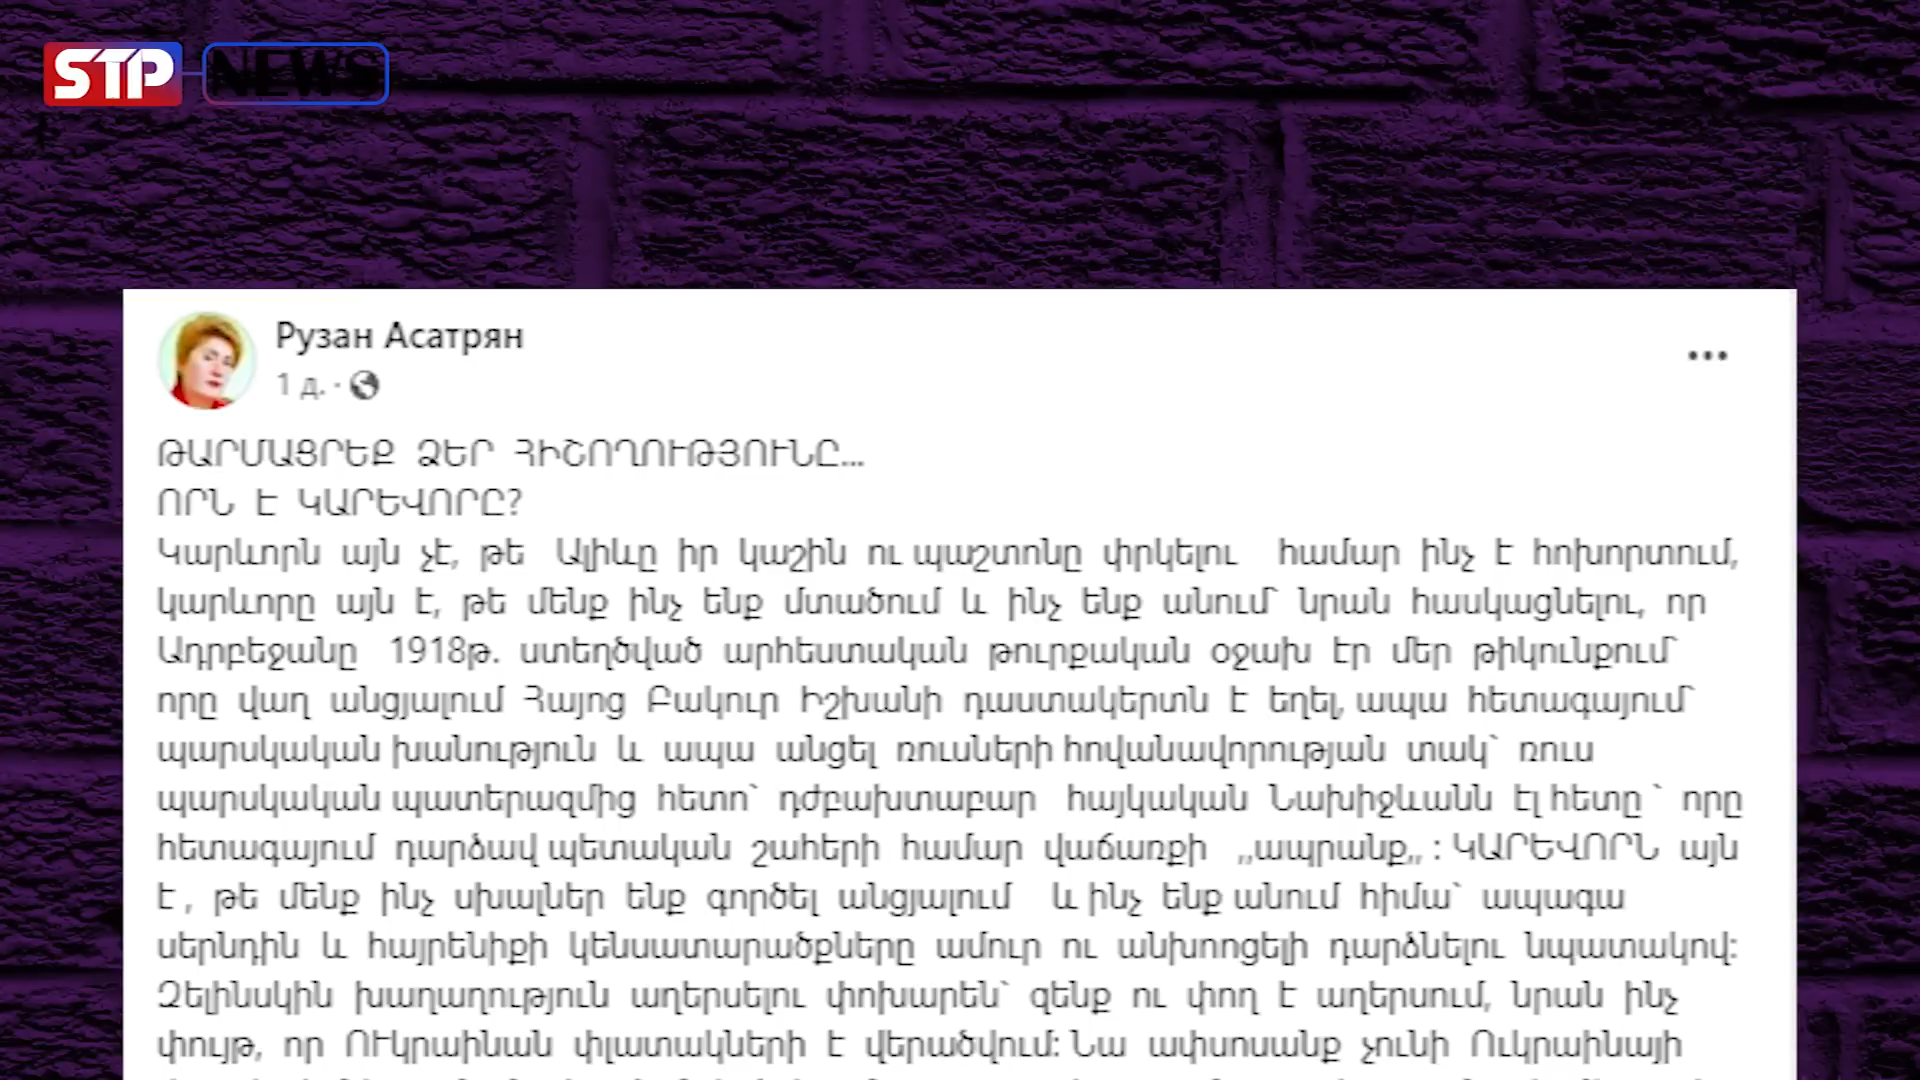 STP NEWS
Рузан Асатрян
1 д. ·
ԹԱՐՄԱՑՐԵՔ ՁԵՐ ՀԻՇՈՂՈՒԹՅՈՒՆԸ...
ՈՐՆ Է ԿԱՐԵՎՈՐԸ?
Կարևորն այն չէ, թե Ալիևը իր կաշին ու պաշտոնը փրկելու համար ինչ է հոխորտում,
կարևորը այն է, թե մենք ինչ ենք մտածում և ինչ ենք անում՝ նրան հասկացնելու, որ
Ադրբեջանը 1918թ. ստեղծված արհեստական թուրքական օջախ էր մեր թիկունքում՝
որը վաղ անցյալում Հայոց Բակուր Իշխանի դաստակերտն է եղել, ապա հետագայում՝
պարսկական խանություն և ապա անցել ռուսների հովանավորության տակ՝ ռուս
պարսկական պատերազմից հետո՝ դժբախտաբար հայկական Նախիջևանն էլ հետը ՝ որը
հետագայում դարձավ պետական շահերի համար վաճառքի ,,ապրանք,, : ԿԱՐԵՎՈՐՆ այն
է , թե մենք ինչ սխալներ ենք գործել անցյալում և ինչ ենք անում հիմա՝ ապագա
սերնդին և հայրենիքի կենսատարածքները ամուր ու անխոոցելի դարձնելու նպատակով:
Զելինսկին խաղաղություն աղերսելու փոխարեն՝ զենք ու փող է աղերսում, նրան ինչ
փույթ, որ ՈՒկրաինան փլատակների է վերածվում: Նա ափսոսանք չունի Ուկրաինայի